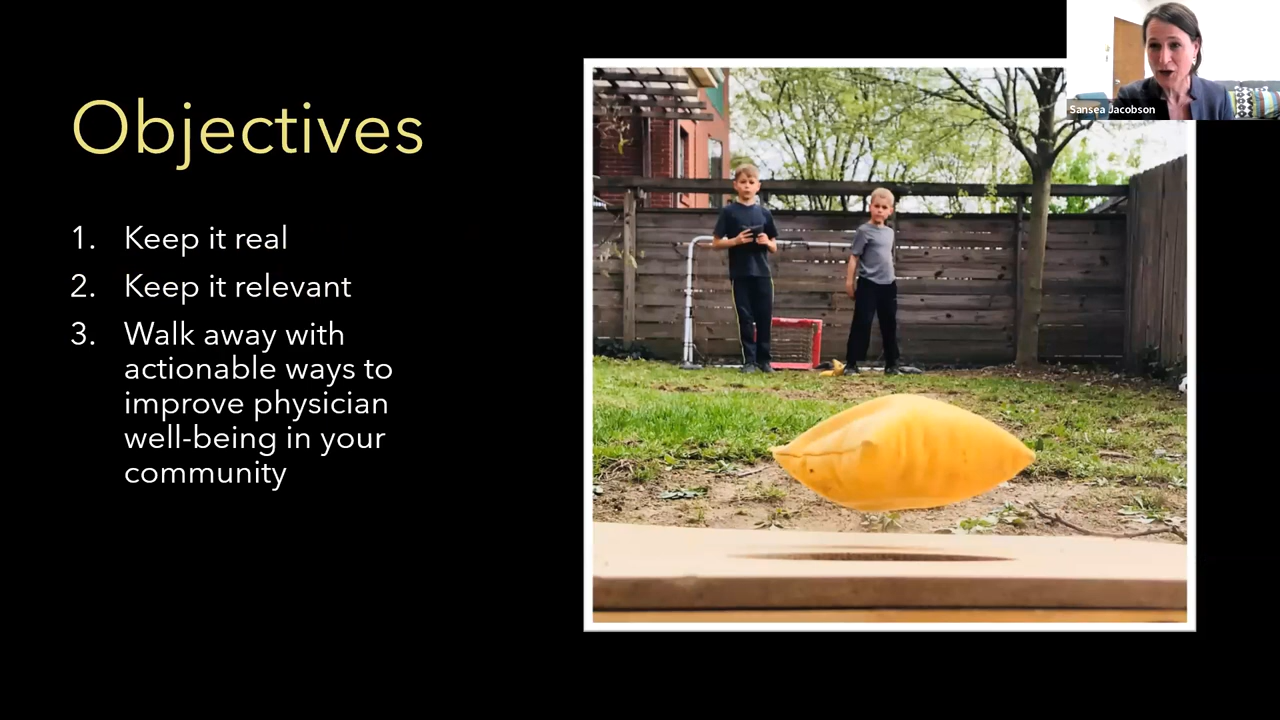 Objectives
1. Keep it real
2. Keep it relevant
3. Walk away with
actionable ways to
improve physician
well-being in your
community
Sansea Jacobson